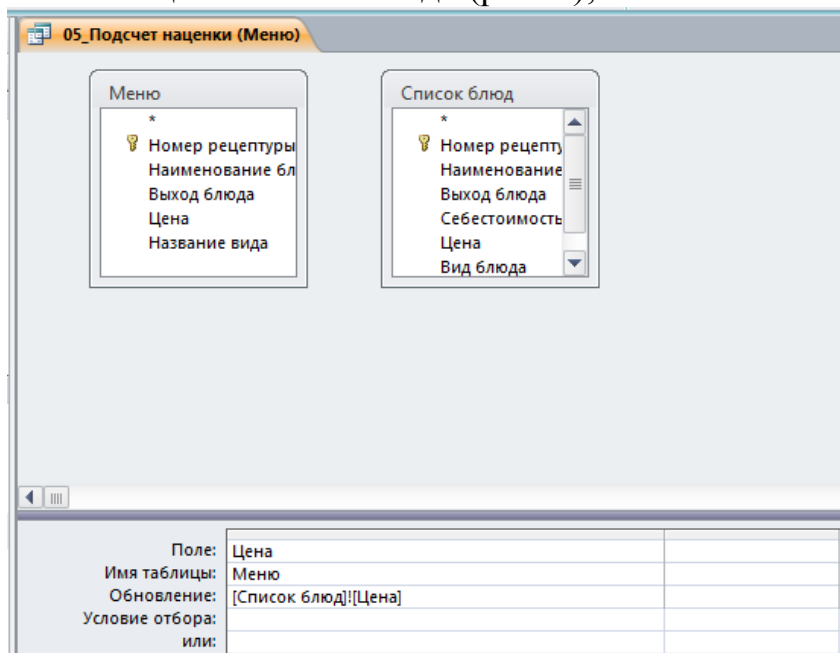 05_Подсчет наценки (Меню)
Меню
*
Номер рецептуры
Наименование бл
Выход блюда
Цена
Название вида
Список блюд
*
Номер рецепту
Наименование
Выход блюда
Себестоимость
Цена
Вид блюда
Поле: Цена
Имя таблицы: Меню
Обновление: [Список блюд]![Цена]
Условие отбора:
или: